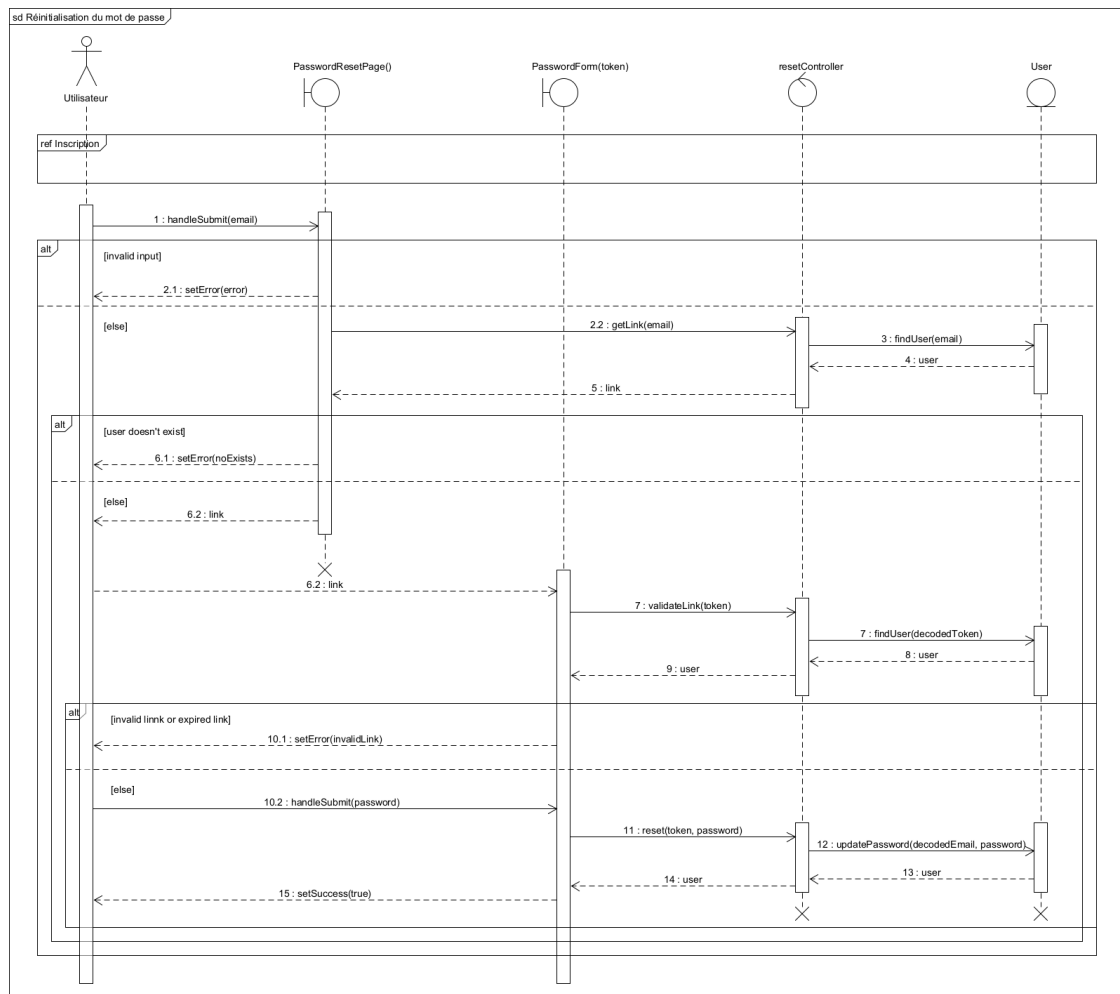 sd Réinitialisation du mot de passe
Utilisateur
PasswordResetPage()
PasswordForm(token)
resetController
User
ref Inscription
1 : handleSubmit(email)
alt
[invalid input]
2.1 : setError(error)
[else]
2.2 : getLink(email)
3 : findUser(email)
4 : user
5 : link
alt
[user doesn't exist]
6.1 : setError(noExists)
[else]
6.2 : link
6.2 : link
7 : validateLink(token)
7 : findUser(decodedToken)
8 : user
9 : user
alt
[invalid linnk or expired link]
10.1 : setError(invalidLink)
[else]
10.2 : handleSubmit(password)
11 : reset(token, password)
12 : updatePassword(decodedEmail, password)
13 : user
14 : user
15 : setSuccess(true)